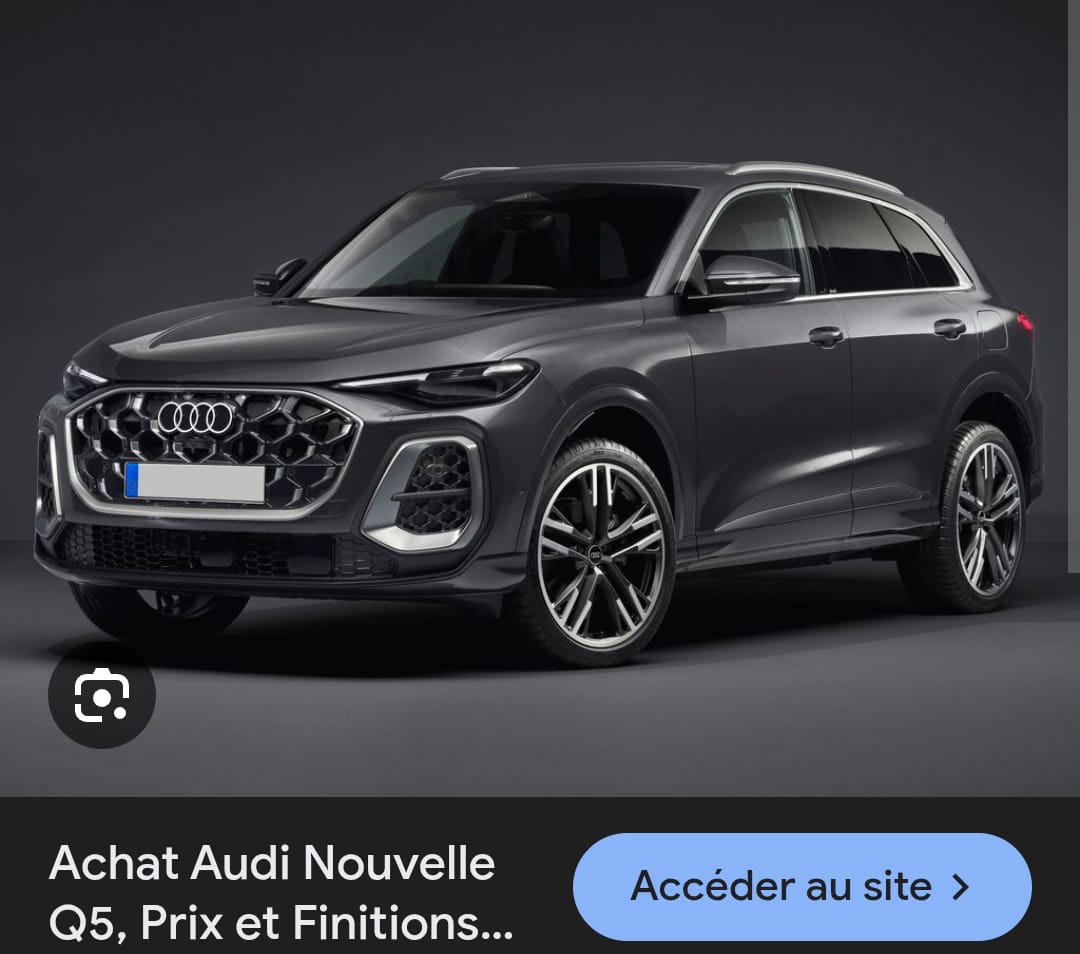 Achat Audi Nouvelle
Q5, Prix et Finitions...
Accéder au site